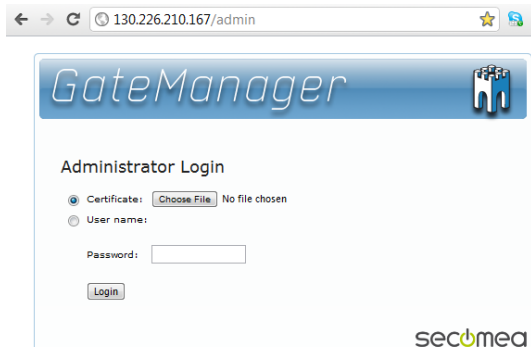 130.226.210.167/admin
GateManager
Administrator Login
Certificate: Choose File No file chosen
User name:
Password:
Login
secomea